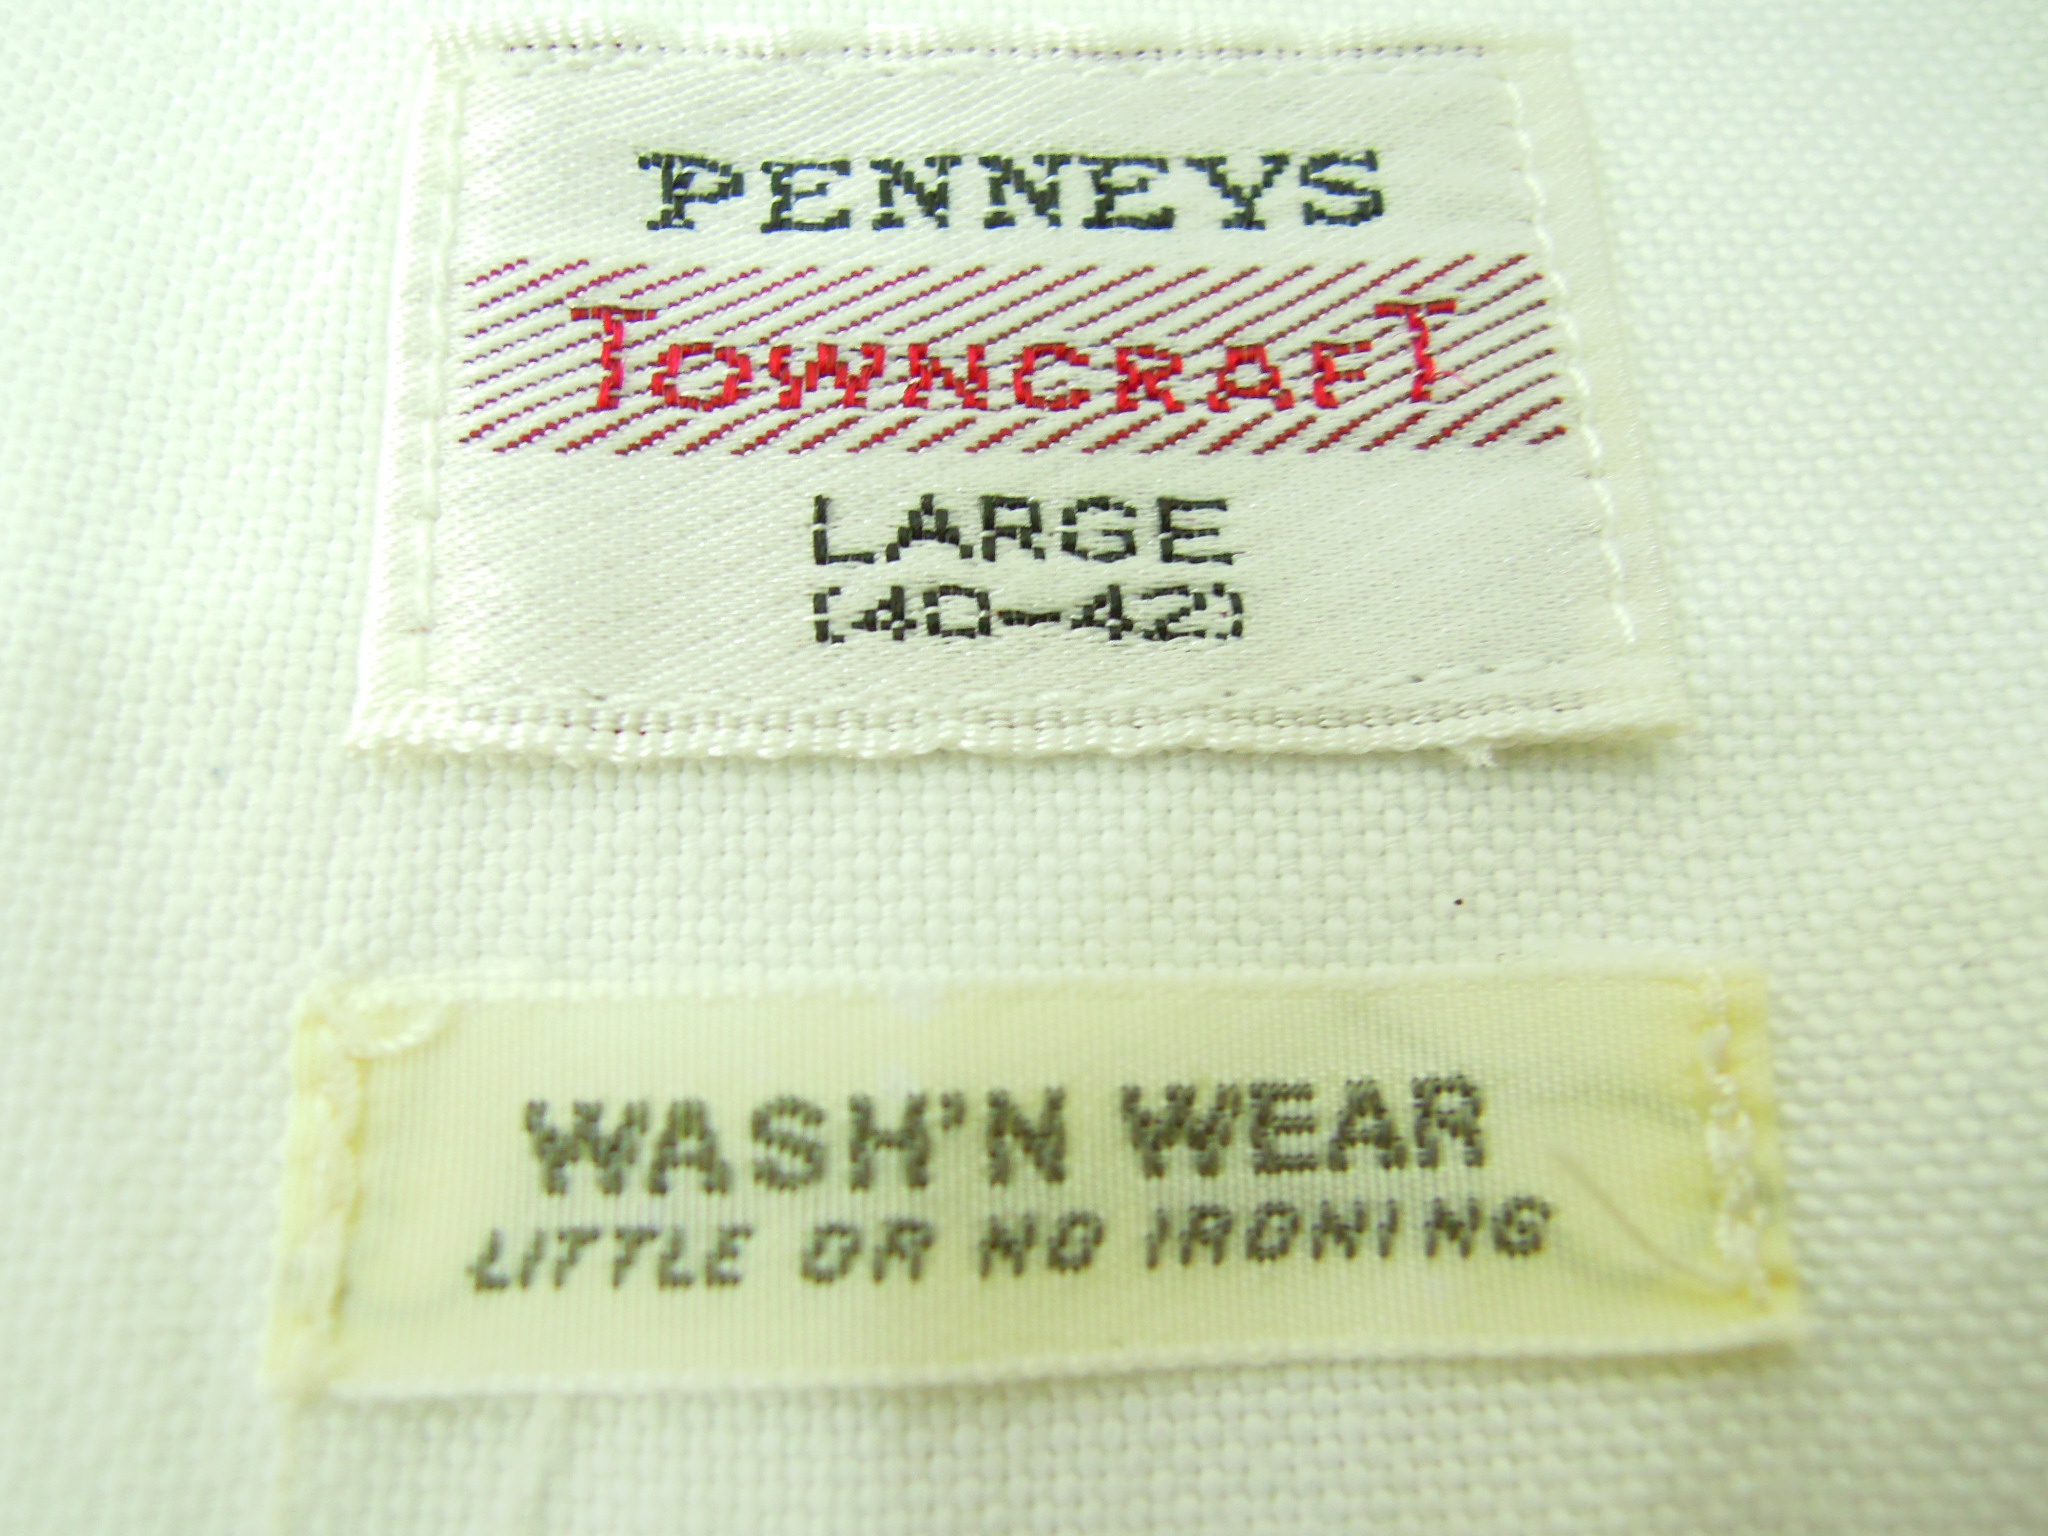 PENNEYS
TOWNCRAFT
LARGE
(40-42)
WASH'N WEAR
LITTLE OR NO IRONING